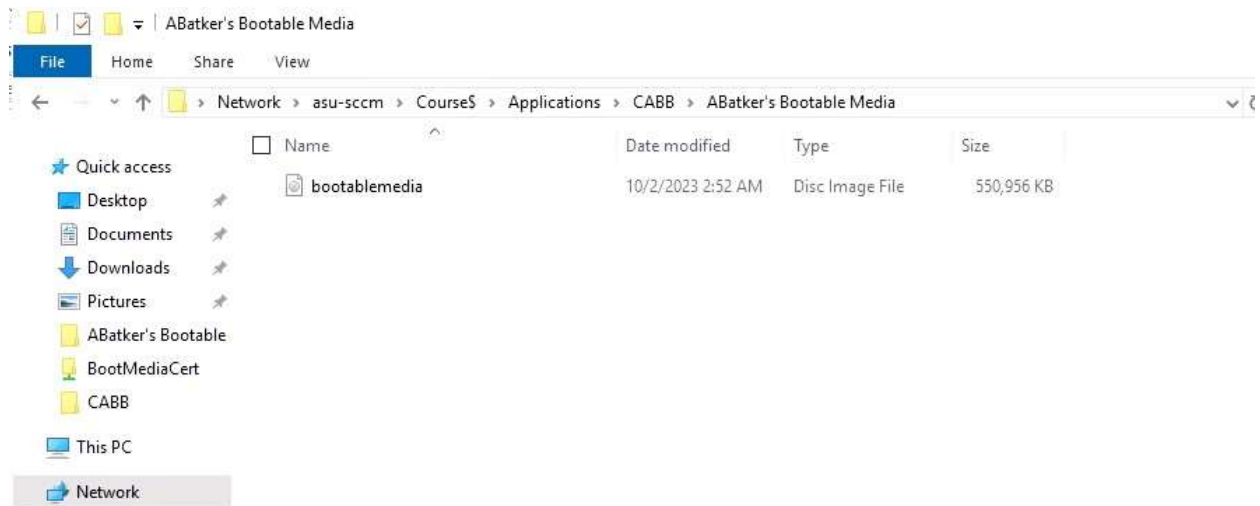 ABatker's Bootable Media
File Home Share View
Network > asu-sccm > Course$ > Applications > CABB > ABatker's Bootable Media
Name Date modified Type Size
Quick access
bootablemedia 10/2/2023 2:52 AM Disc Image File 550,956 KB
Desktop
Documents
Downloads
Pictures
ABatker's Bootable
BootMediaCert
CABB
This PC
Network